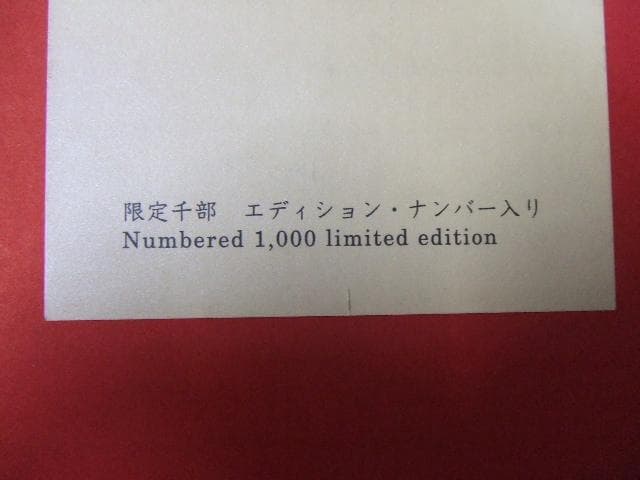 限定千部　エディション・ナンバー入り
Numbered 1,000 limited edition